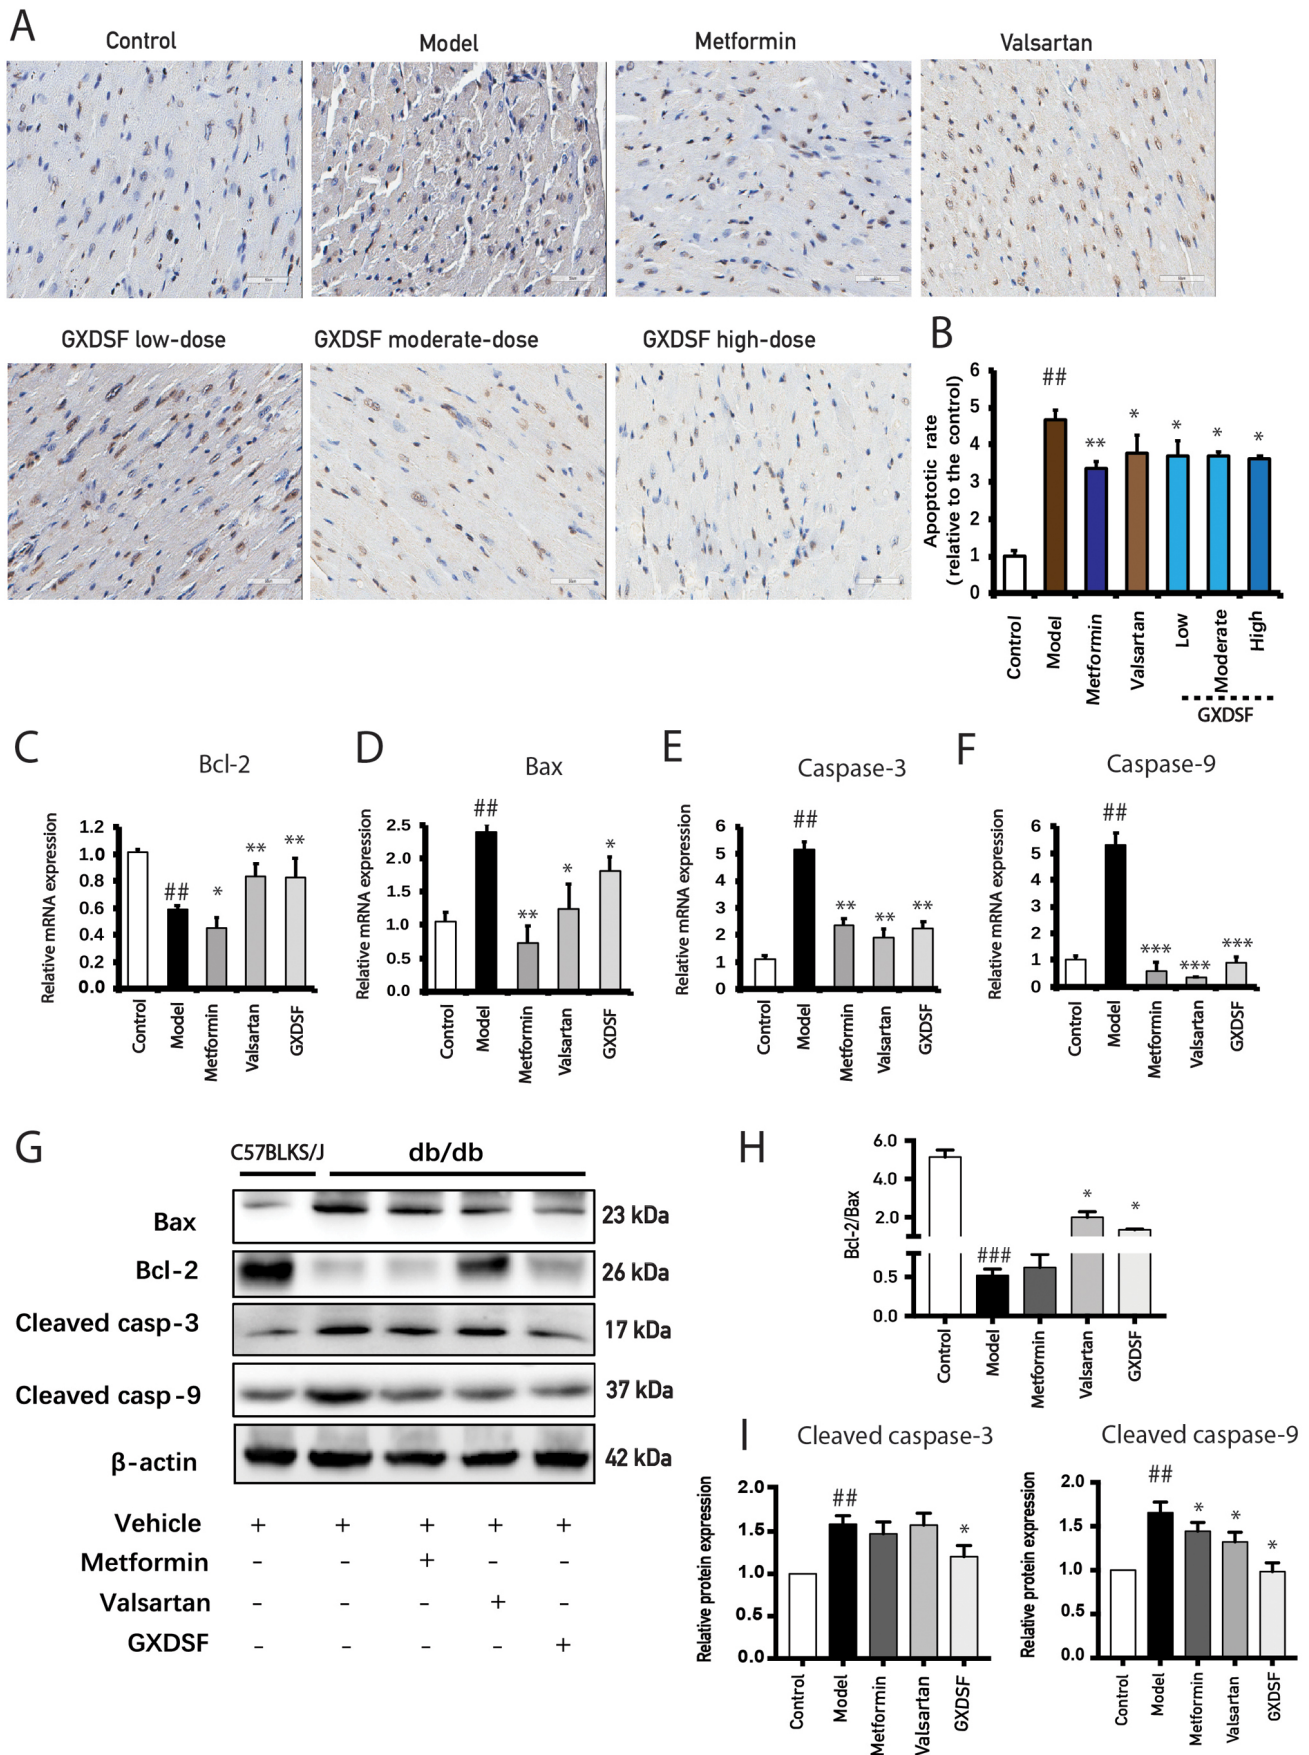 A
Control
Model
Metformin
Valsartan
GXDSF low-dose
GXDSF moderate-dose
GXDSF high-dose
B
Apoptotic rate
(relative to the control)
6
5
4
3
2
1
0
##
**
*
*
*
*
Control
Model
Metformin
Valsartan
Low
Moderate
High
GXDSF
C
Bcl-2
Relative mRNA expression
1.2
1.0
0.8
0.6
0.4
0.2
0.0
##
*
**
**
Control
Model
Metformin
Valsartan
GXDSF
D
Bax
Relative mRNA expression
2.5
2.0
1.5
1.0
0.5
0.0
##
**
*
*
Control
Model
Metformin
Valsartan
GXDSF
E
Caspase-3
Relative mRNA expression
6
5
4
3
2
1
0
##
**
**
**
Control
Model
Metformin
Valsartan
GXDSF
F
Caspase-9
Relative mRNA expression
6
5
4
3
2
1
0
##
***
***
***
Control
Model
Metformin
Valsartan
GXDSF
G
C57BLKS/J
db/db
Bax
23 kDa
Bcl-2
26 kDa
Cleaved casp-3
17 kDa
Cleaved casp-9
37 kDa
β-actin
42 kDa
Vehicle + + + + +
Metformin - - + - -
Valsartan - - - + -
GXDSF - - - - +
H
Bcl-2/Bax
6.0
4.0
2.0
0.5
0.0
###
*
*
Control
Model
Metformin
Valsartan
GXDSF
I
Cleaved caspase-3
Relative protein expression
2.0
1.5
1.0
0.5
0.0
##
*
Control
Model
Metformin
Valsartan
GXDSF
Cleaved caspase-9
Relative protein expression
2.0
1.5
1.0
0.5
0.0
##
*
*
*
Control
Model
Metformin
Valsartan
GXDSF